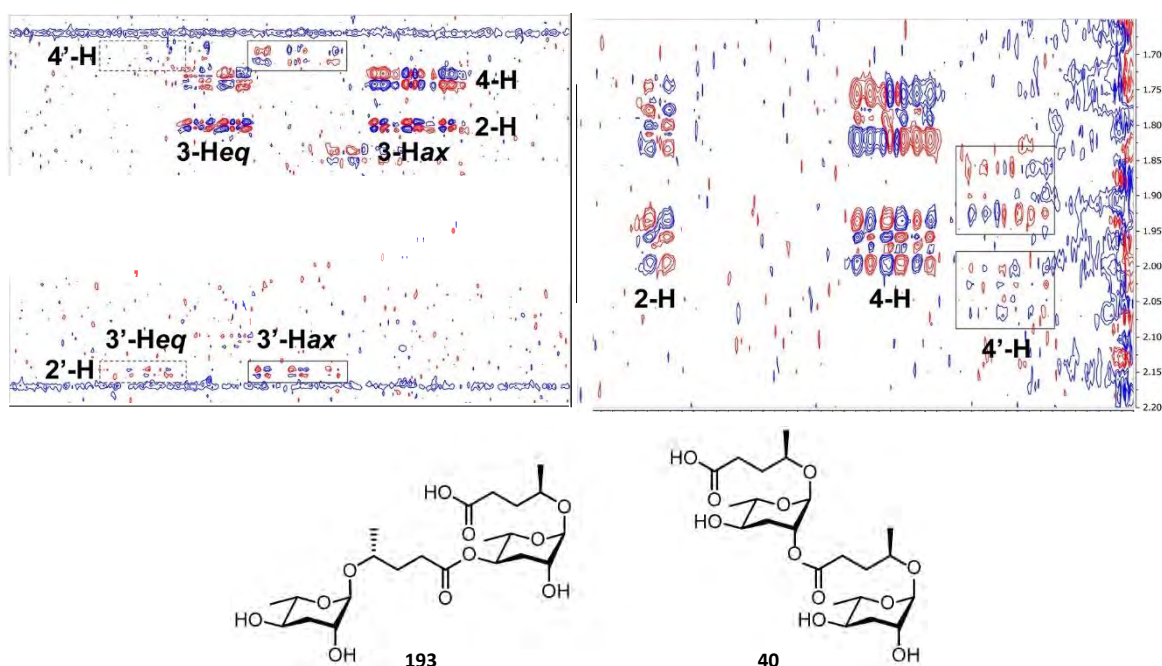 4'-H
4-H
2-H
3-Heq
3-Hax
3'-Heq
3'-Hax
2'-H
2-H
4-H
4'-H
1.70
1.75
1.80
1.85
1.90
1.95
2.00
2.05
2.10
2.15
2.20
HO
O
O
O
O
O
O
O
O
HO
OH
OH
193
HO
O
O
O
HO
O
O
O
O
HO
OH
40